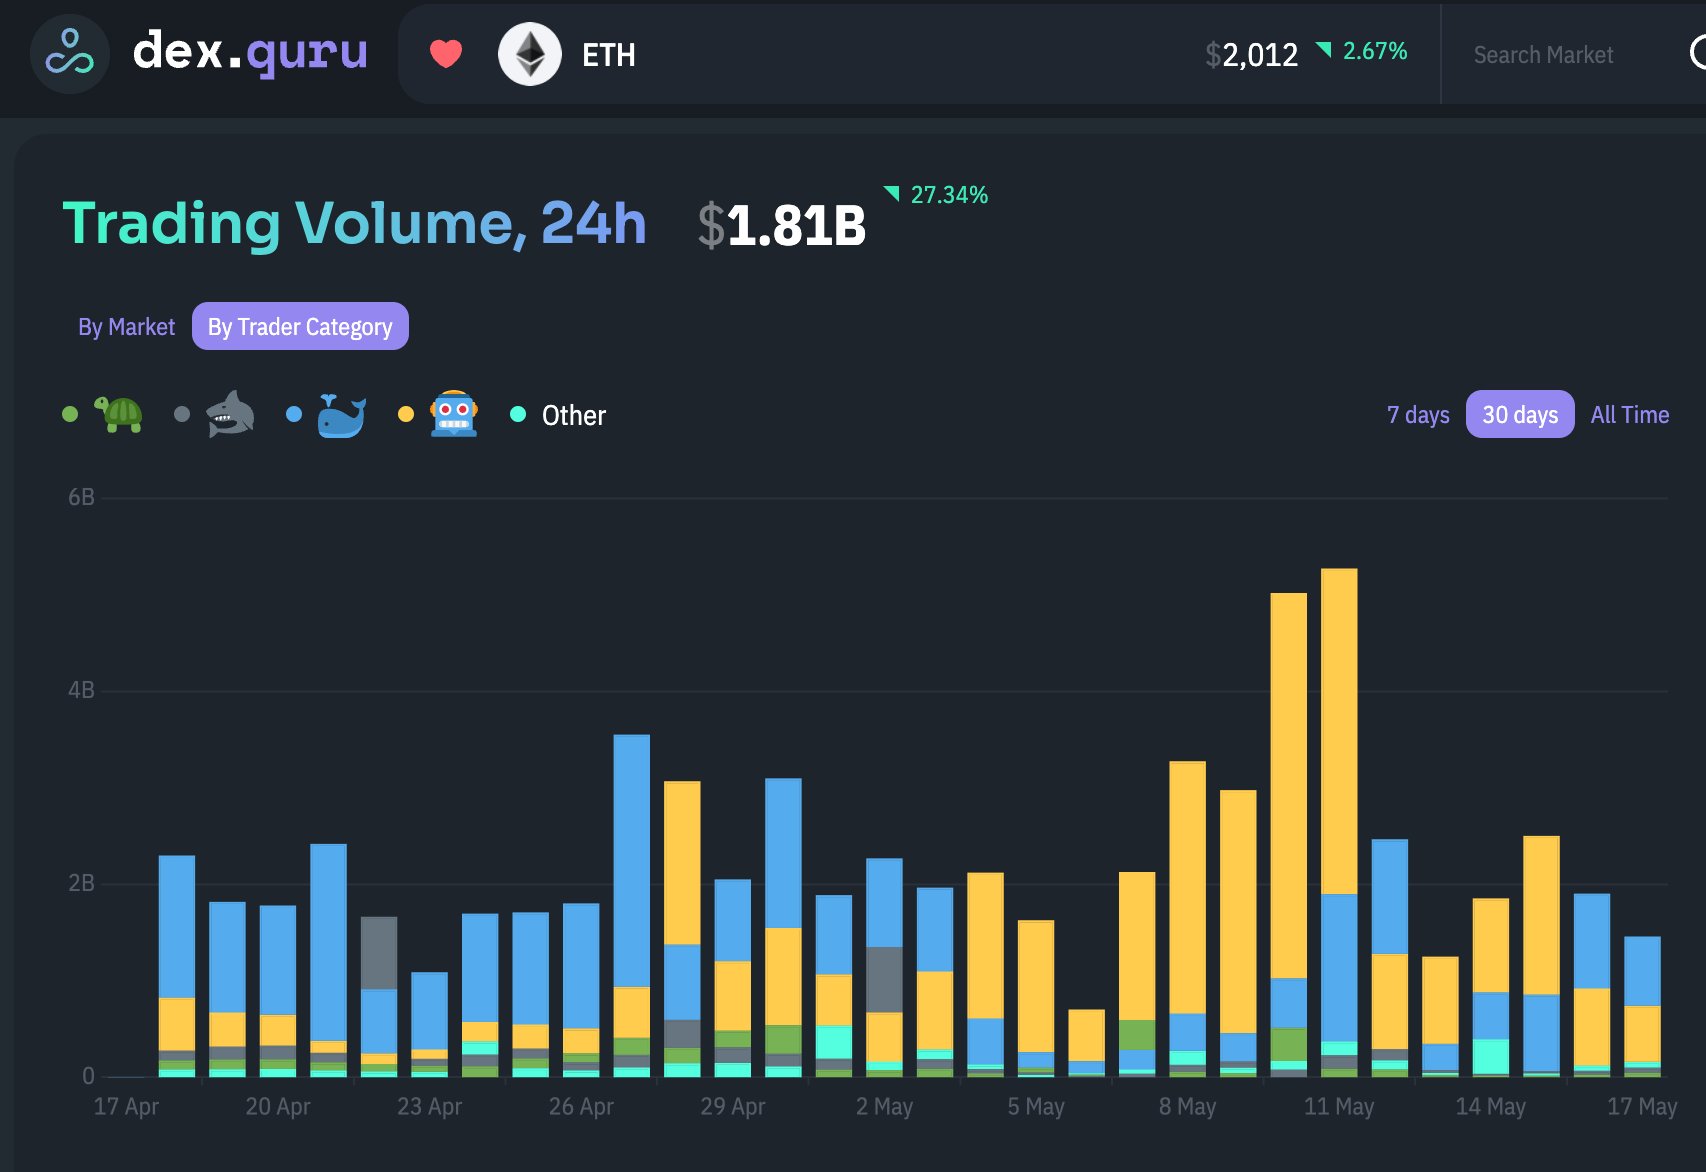 dex.guru
ETH
$2,012 2.67%
Search Market
Trading Volume, 24h $1.81B 27.34%
By Market By Trader Category
Other
7 days 30 days All Time
6B
4B
2B
0
17 Apr 20 Apr 23 Apr 26 Apr 29 Apr 2 May 5 May 8 May 11 May 14 May 17 May